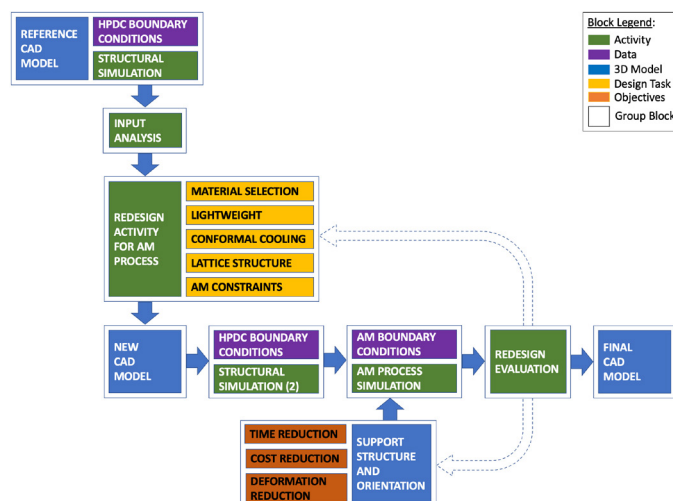 REFERENCE
CAD
MODEL
HPDC BOUNDARY
CONDITIONS
STRUCTURAL
SIMULATION
Block Legend:
Activity
Data
3D Model
Design Task
Objectives
Group Block
INPUT
ANALYSIS
REDESIGN
ACTIVITY
FOR AM
PROCESS
MATERIAL SELECTION
LIGHTWEIGHT
CONFORMAL COOLING
LATTICE STRUCTURE
AM CONSTRAINTS
NEW
CAD
MODEL
HPDC BOUNDARY
CONDITIONS
STRUCTURAL
SIMULATION (2)
AM BOUNDARY
CONDITIONS
AM PROCESS
SIMULATION
REDESIGN
EVALUATION
FINAL
CAD
MODEL
TIME REDUCTION
COST REDUCTION
DEFORMATION
REDUCTION
SUPPORT
STRUCTURE
AND
ORIENTATION